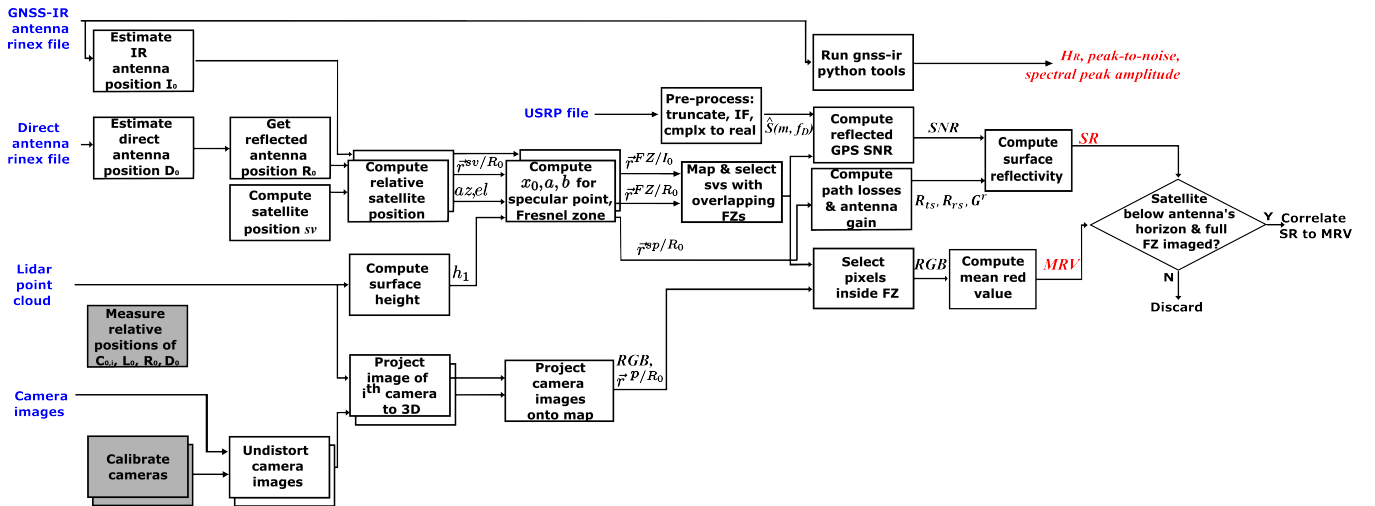 GNSS-IR
antenna
rinex file
Estimate
IR
antenna
position I₀
Run gnss-ir
python tools
H_R, peak-to-noise,
spectral peak amplitude
USRP file
Pre-process:
truncate, IF,
cmplx to real
Ŝ(m, f_D)
Compute
reflected
GPS SNR
SNR
Direct
antenna
rinex file
Estimate
direct
antenna
position D₀
Get
reflected
antenna
position R₀
Compute
satellite
position sv
Compute
relative
satellite
position
r⃗^sv/R₀
az,el
Compute
x₀,a,b for
specular point,
Fresnel zone
r⃗^FZ/I₀
r⃗^FZ/R₀
r⃗^sp/R₀
Map & select
svs with
overlapping
FZs
Compute
path losses
& antenna
gain
R_ts, R_rs, G^r
Compute
surface
reflectivity
SR
Satellite
below antenna's
horizon & full
FZ imaged?
Y
Correlate
SR to MRV
N
Discard
Lidar
point
cloud
Compute
surface
height
h₁
Select
pixels
inside FZ
RGB
Compute
mean red
value
MRV
Measure
relative
positions of
C₀,ᵢ, L₀, R₀, D₀
Project
image of
i^th camera
to 3D
Project
camera
images
onto map
RGB,
r⃗^p/R₀
Camera
images
Calibrate
cameras
Undistort
camera
images